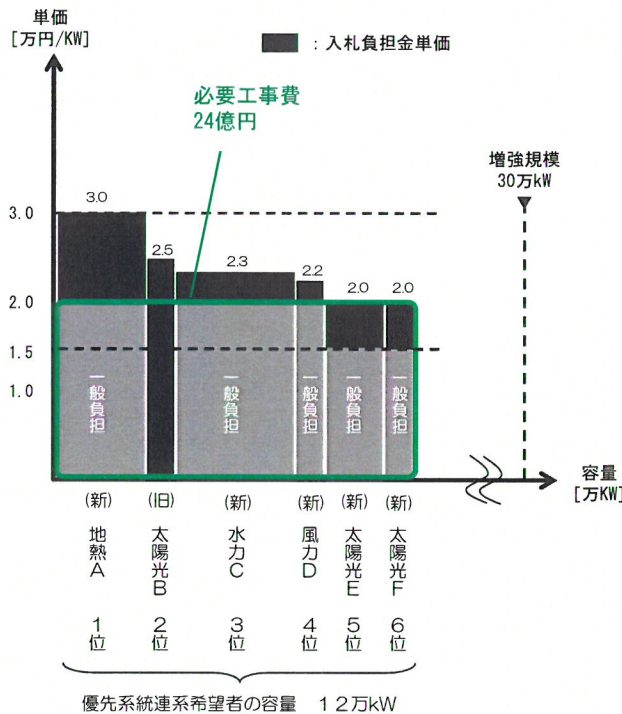 単価
[万円/KW]
：入札負担金単価
必要工事費
24億円
増強規模
30万kW
3.0
3.0
2.5
2.3
2.2
2.0
2.0
2.0
1.5
1.0
一般負担
一般負担
一般負担
一般負担
一般負担
容量
[万KW]
(新)
(旧)
(新)
(新)
(新)
(新)
地熱A
太陽光B
水力C
風力D
太陽光E
太陽光F
1位
2位
3位
4位
5位
6位
優先系統連系希望者の容量　12万kW